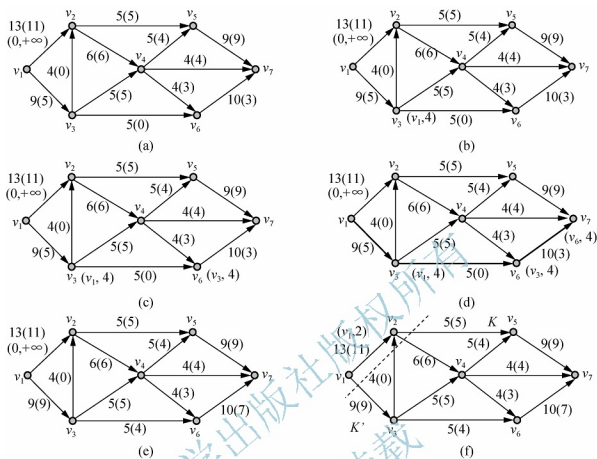 v2 5(5) v5
13(11) 5(4) 9(9)
(0,+∞) 6(6) v4 4(4)
v1 4(0) v7
9(5) 5(5) 4(3) 10(3)
v3 5(0) v6
(a)
v2 5(5) v5
13(11) 5(4) 9(9)
(0,+∞) 6(6) v4 4(4)
v1 4(0) v7
9(5) 5(5) 4(3) 10(3)
v3 (v1,4) 5(0) v6
(b)
v2 5(5) v5
13(11) 5(4) 9(9)
(0,+∞) 6(6) v4 4(4)
v1 4(0) v7
9(5) 5(5) 4(3) 10(3)
v3 (v1, 4) 5(0) v6 (v3, 4)
(c)
v2 5(5) v5
13(11) 5(4) 9(9)
(0,+∞) 6(6) v4 4(4) v7
v1 4(0) (v6, 4)
9(5) 5(5) 4(3) 10(3)
v3 (v1, 4) 5(0) v6 (v3, 4)
(d)
v2 5(5) v5
13(11) 5(4) 9(9)
(0,+∞) 6(6) v4 4(4)
v1 4(0) v7
9(9) 5(5) 4(3) 10(7)
v3 5(4) v6
(e)
(v1,2) v2 5(5) K v5
13(11) 5(4) 9(9)
6(6) v4 4(4)
v1 4(0) v7
9(9) 5(5) 4(3) 10(7)
K' v3 5(4) v6
(f)
学出版社版权所有